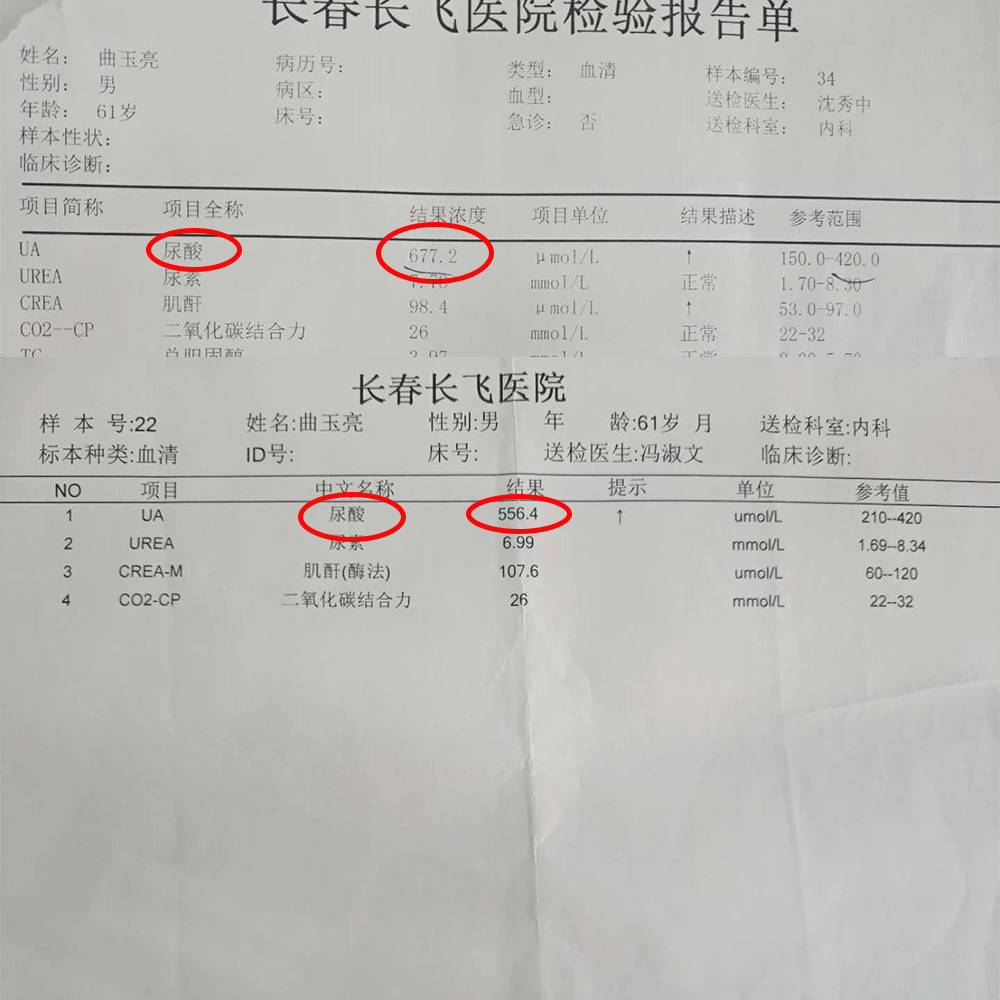 长春长飞医院检验报告单
姓名： 曲玉亮 病历号： 类型： 血清 样本编号： 34
性别： 男 病区： 血型： 送检医生： 沈秀中
年龄： 61岁 床号： 急诊： 否 送检科室： 内科
样本性状：
临床诊断：
项目简称 项目全称 结果浓度 项目单位 结果描述 参考范围
UA 尿酸 677.2 μmol/L ↑ 150.0-420.0
UREA 尿素 7.70 mmol/L 正常 1.70-8.30
CREA 肌酐 98.4 μmol/L ↑ 53.0-97.0
CO2--CP 二氧化碳结合力 26 mmol/L 正常 22-32
TC 总胆固醇 3.97 mmol/L 正常
长春长飞医院
样 本 号:22 姓名:曲玉亮 性别:男 年 龄:61岁 月 送检科室:内科
标本种类:血清 ID号: 床号: 送检医生:冯淑文 临床诊断:
NO 项目 中文名称 结果 提示 单位 参考值
1 UA 尿酸 556.4 ↑ umol/L 210--420
2 UREA 尿素 6.99 mmol/L 1.69--8.34
3 CREA-M 肌酐(酶法) 107.6 umol/L 60--120
4 CO2-CP 二氧化碳结合力 26 mmol/L 22--32